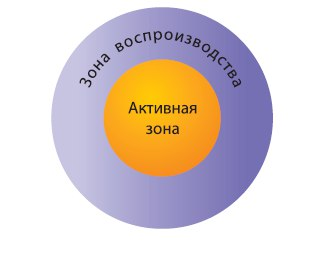 Зона воспроизводства
Активная
зона